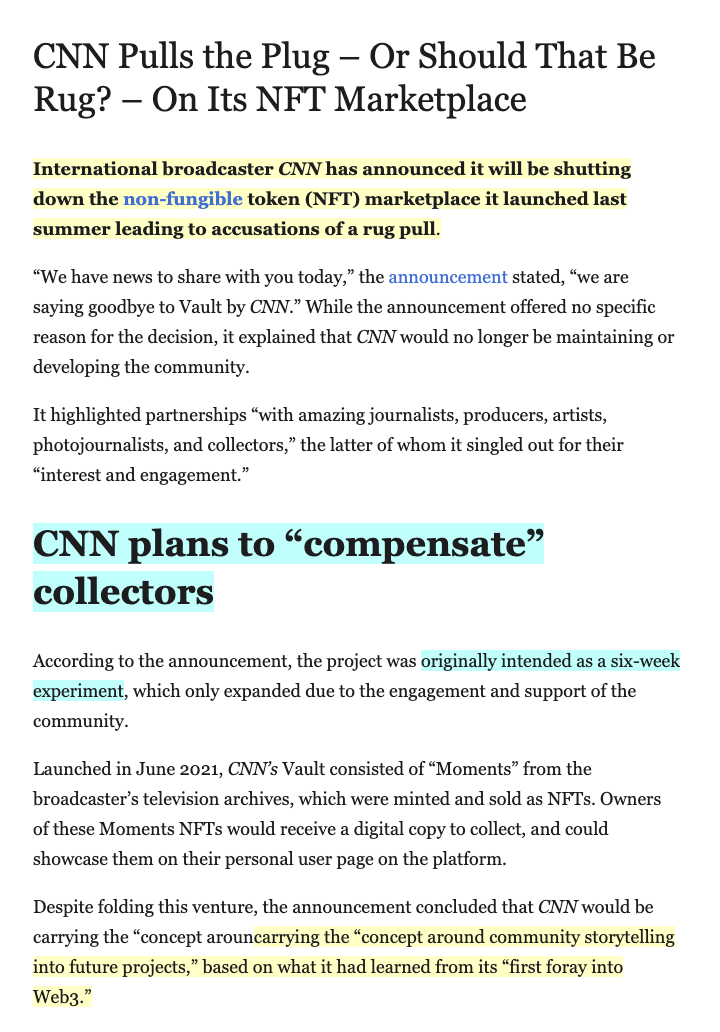 CNN Pulls the Plug – Or Should That Be
Rug? – On Its NFT Marketplace
International broadcaster CNN has announced it will be shutting
down the non-fungible token (NFT) marketplace it launched last
summer leading to accusations of a rug pull.
“We have news to share with you today,” the announcement stated, “we are
saying goodbye to Vault by CNN.” While the announcement offered no specific
reason for the decision, it explained that CNN would no longer be maintaining or
developing the community.
It highlighted partnerships “with amazing journalists, producers, artists,
photojournalists, and collectors,” the latter of whom it singled out for their
“interest and engagement.”
CNN plans to “compensate”
collectors
According to the announcement, the project was originally intended as a six-week
experiment, which only expanded due to the engagement and support of the
community.
Launched in June 2021, CNN’s Vault consisted of “Moments” from the
broadcaster’s television archives, which were minted and sold as NFTs. Owners
of these Moments NFTs would receive a digital copy to collect, and could
showcase them on their personal user page on the platform.
Despite folding this venture, the announcement concluded that CNN would be
carrying the “concept arouncarrying the “concept around community storytelling
into future projects,” based on what it had learned from its “first foray into
Web3.”